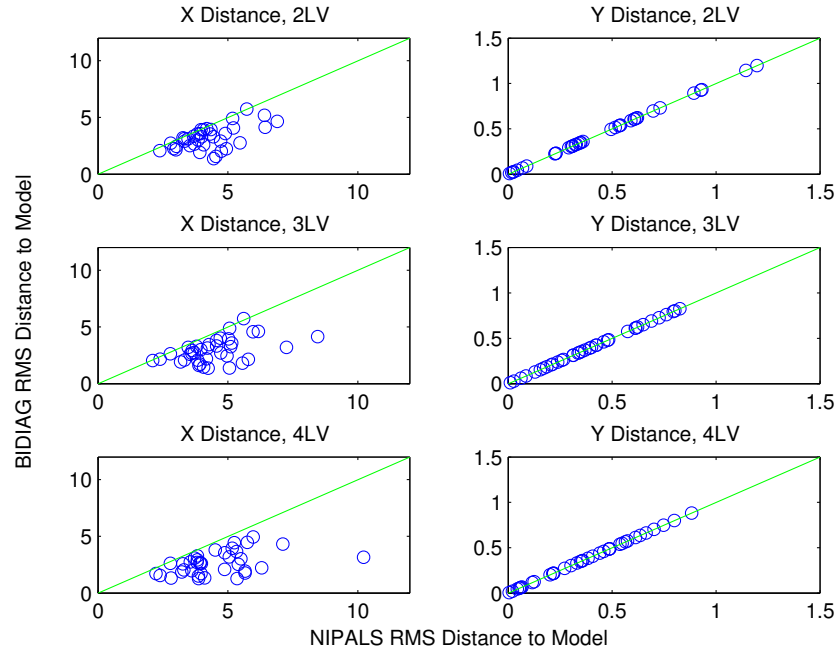 X Distance, 2LV
Y Distance, 2LV
10
5
0
0 5 10
1.5
1
0.5
0
0 0.5 1 1.5
X Distance, 3LV
Y Distance, 3LV
10
5
0
0 5 10
1.5
1
0.5
0
0 0.5 1 1.5
X Distance, 4LV
Y Distance, 4LV
10
5
0
0 5 10
1.5
1
0.5
0
0 0.5 1 1.5
BIDIAG RMS Distance to Model
NIPALS RMS Distance to Model